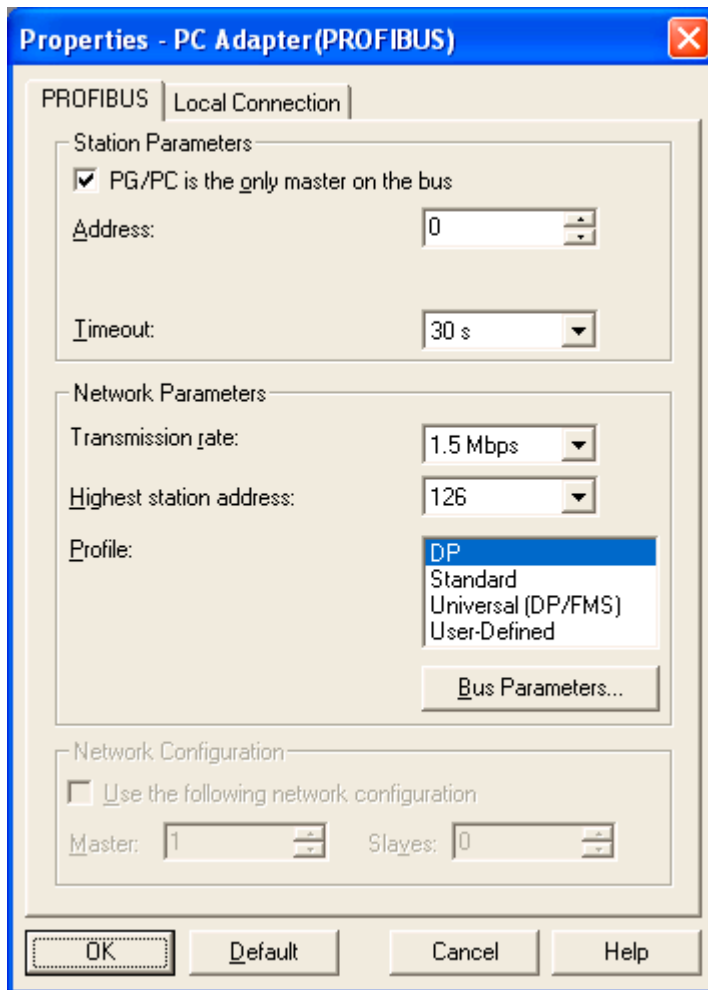 Properties - PC Adapter(PROFIBUS)
PROFIBUS Local Connection
Station Parameters
PG/PC is the only master on the bus
Address: 0
Timeout: 30 s
Network Parameters
Transmission rate: 1.5 Mbps
Highest station address: 126
Profile: DP
Standard
Universal (DP/FMS)
User-Defined
Bus Parameters...
Network Configuration
Use the following network configuration
Master: 1 Slaves: 0
OK Default Cancel Help